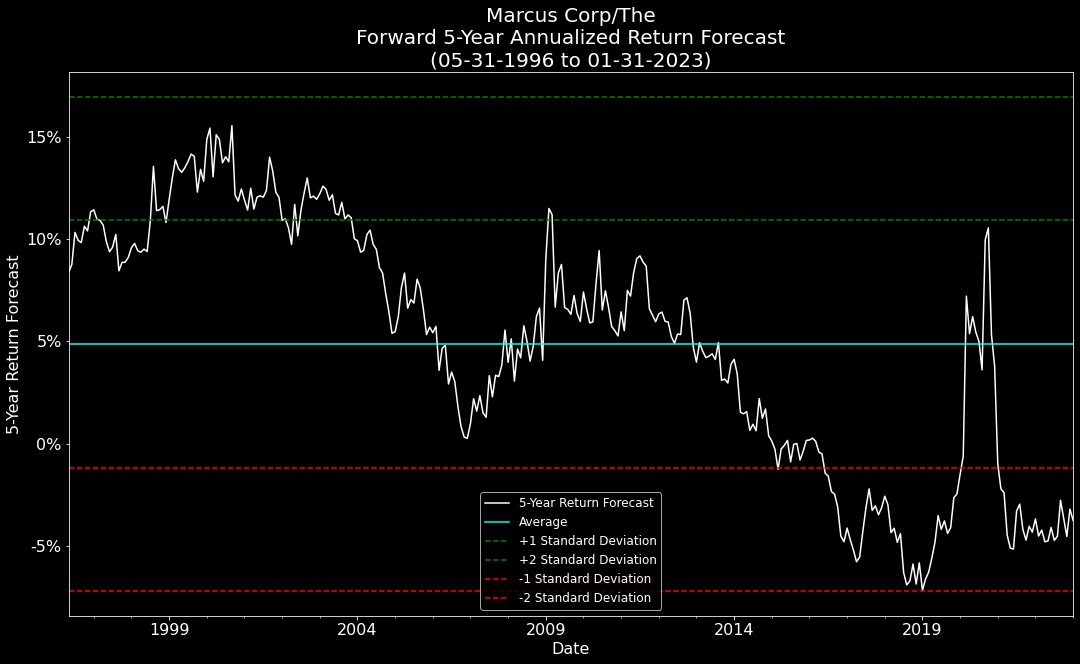 Marcus Corp/The
Forward 5-Year Annualized Return Forecast
(05-31-1996 to 01-31-2023)
15%
10%
5%
0%
-5%
5-Year Return Forecast
5-Year Return Forecast
Average
+1 Standard Deviation
+2 Standard Deviation
-1 Standard Deviation
-2 Standard Deviation
1999 2004 2009 2014 2019
Date